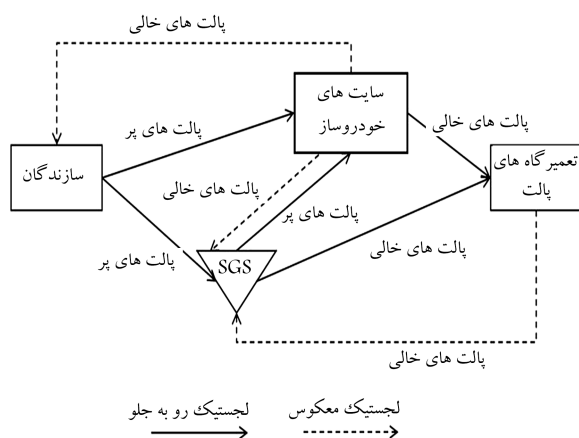 پالت های خالی
سایت های
خودروساز
پالت های پر
پالت های خالی
سازندگان
تعمیرگاه های
پالت
پالت های خالی
پالت های پر
پالت های خالی
پالت های پر
SGS
پالت های خالی
لجستیک رو به جلو
لجستیک معکوس